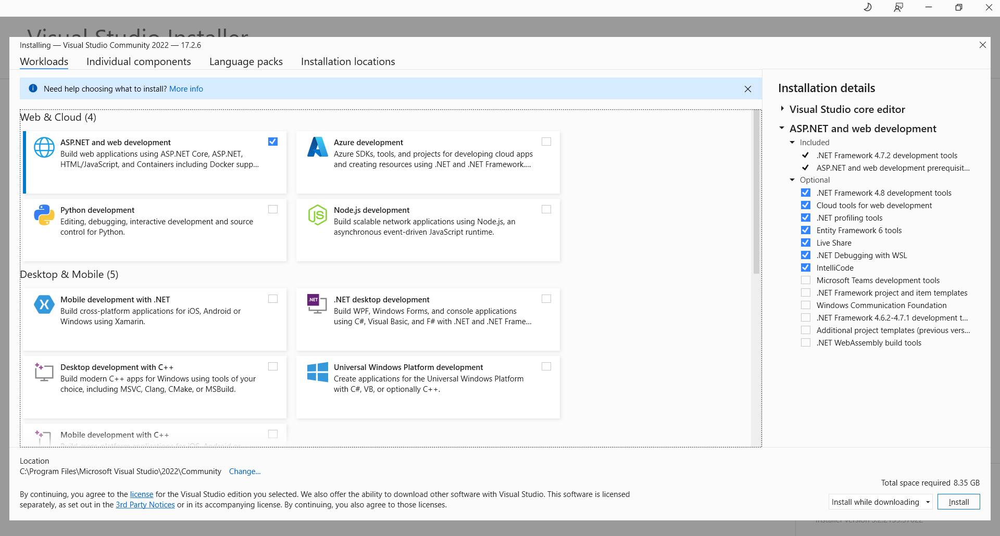 Visual Studio Installer
Installing — Visual Studio Community 2022 — 17.2.6
Workloads
Individual components
Language packs
Installation locations
Need help choosing what to install? More info
Web & Cloud (4)
ASP.NET and web development
Build web applications using ASP.NET Core, ASP.NET,
HTML/JavaScript, and Containers including Docker supp...
Azure development
Azure SDKs, tools, and projects for developing cloud apps
and creating resources using .NET and .NET Framework....
Python development
Editing, debugging, interactive development and source
control for Python.
Node.js development
Build scalable network applications using Node.js, an
asynchronous event-driven JavaScript runtime.
Desktop & Mobile (5)
Mobile development with .NET
Build cross-platform applications for iOS, Android or
Windows using Xamarin.
.NET desktop development
Build WPF, Windows Forms, and console applications
using C#, Visual Basic, and F# with .NET and .NET Frame...
Desktop development with C++
Build modern C++ apps for Windows using tools of your
choice, including MSVC, Clang, CMake, or MSBuild.
Universal Windows Platform development
Create applications for the Universal Windows Platform
with C#, VB, or optionally C++.
Mobile development with C++
Build cross-platform applications for iOS, Android or
Installation details
Visual Studio core editor
ASP.NET and web development
Included
.NET Framework 4.7.2 development tools
ASP.NET and web development prerequisit...
Optional
.NET Framework 4.8 development tools
Cloud tools for web development
.NET profiling tools
Entity Framework 6 tools
Live Share
.NET Debugging with WSL
IntelliCode
Microsoft Teams development tools
.NET Framework project and item templates
Windows Communication Foundation
.NET Framework 4.6.2-4.7.1 development t...
Additional project templates (previous vers...
.NET WebAssembly build tools
Location
C:\Program Files\Microsoft Visual Studio\2022\Community Change...
By continuing, you agree to the license for the Visual Studio edition you selected. We also offer the ability to download other software with Visual Studio. This software is licensed
separately, as set out in the 3rd Party Notices or in its accompanying license. By continuing, you also agree to those licenses.
Total space required 8.35 GB
Install while downloading
Install
Installer version